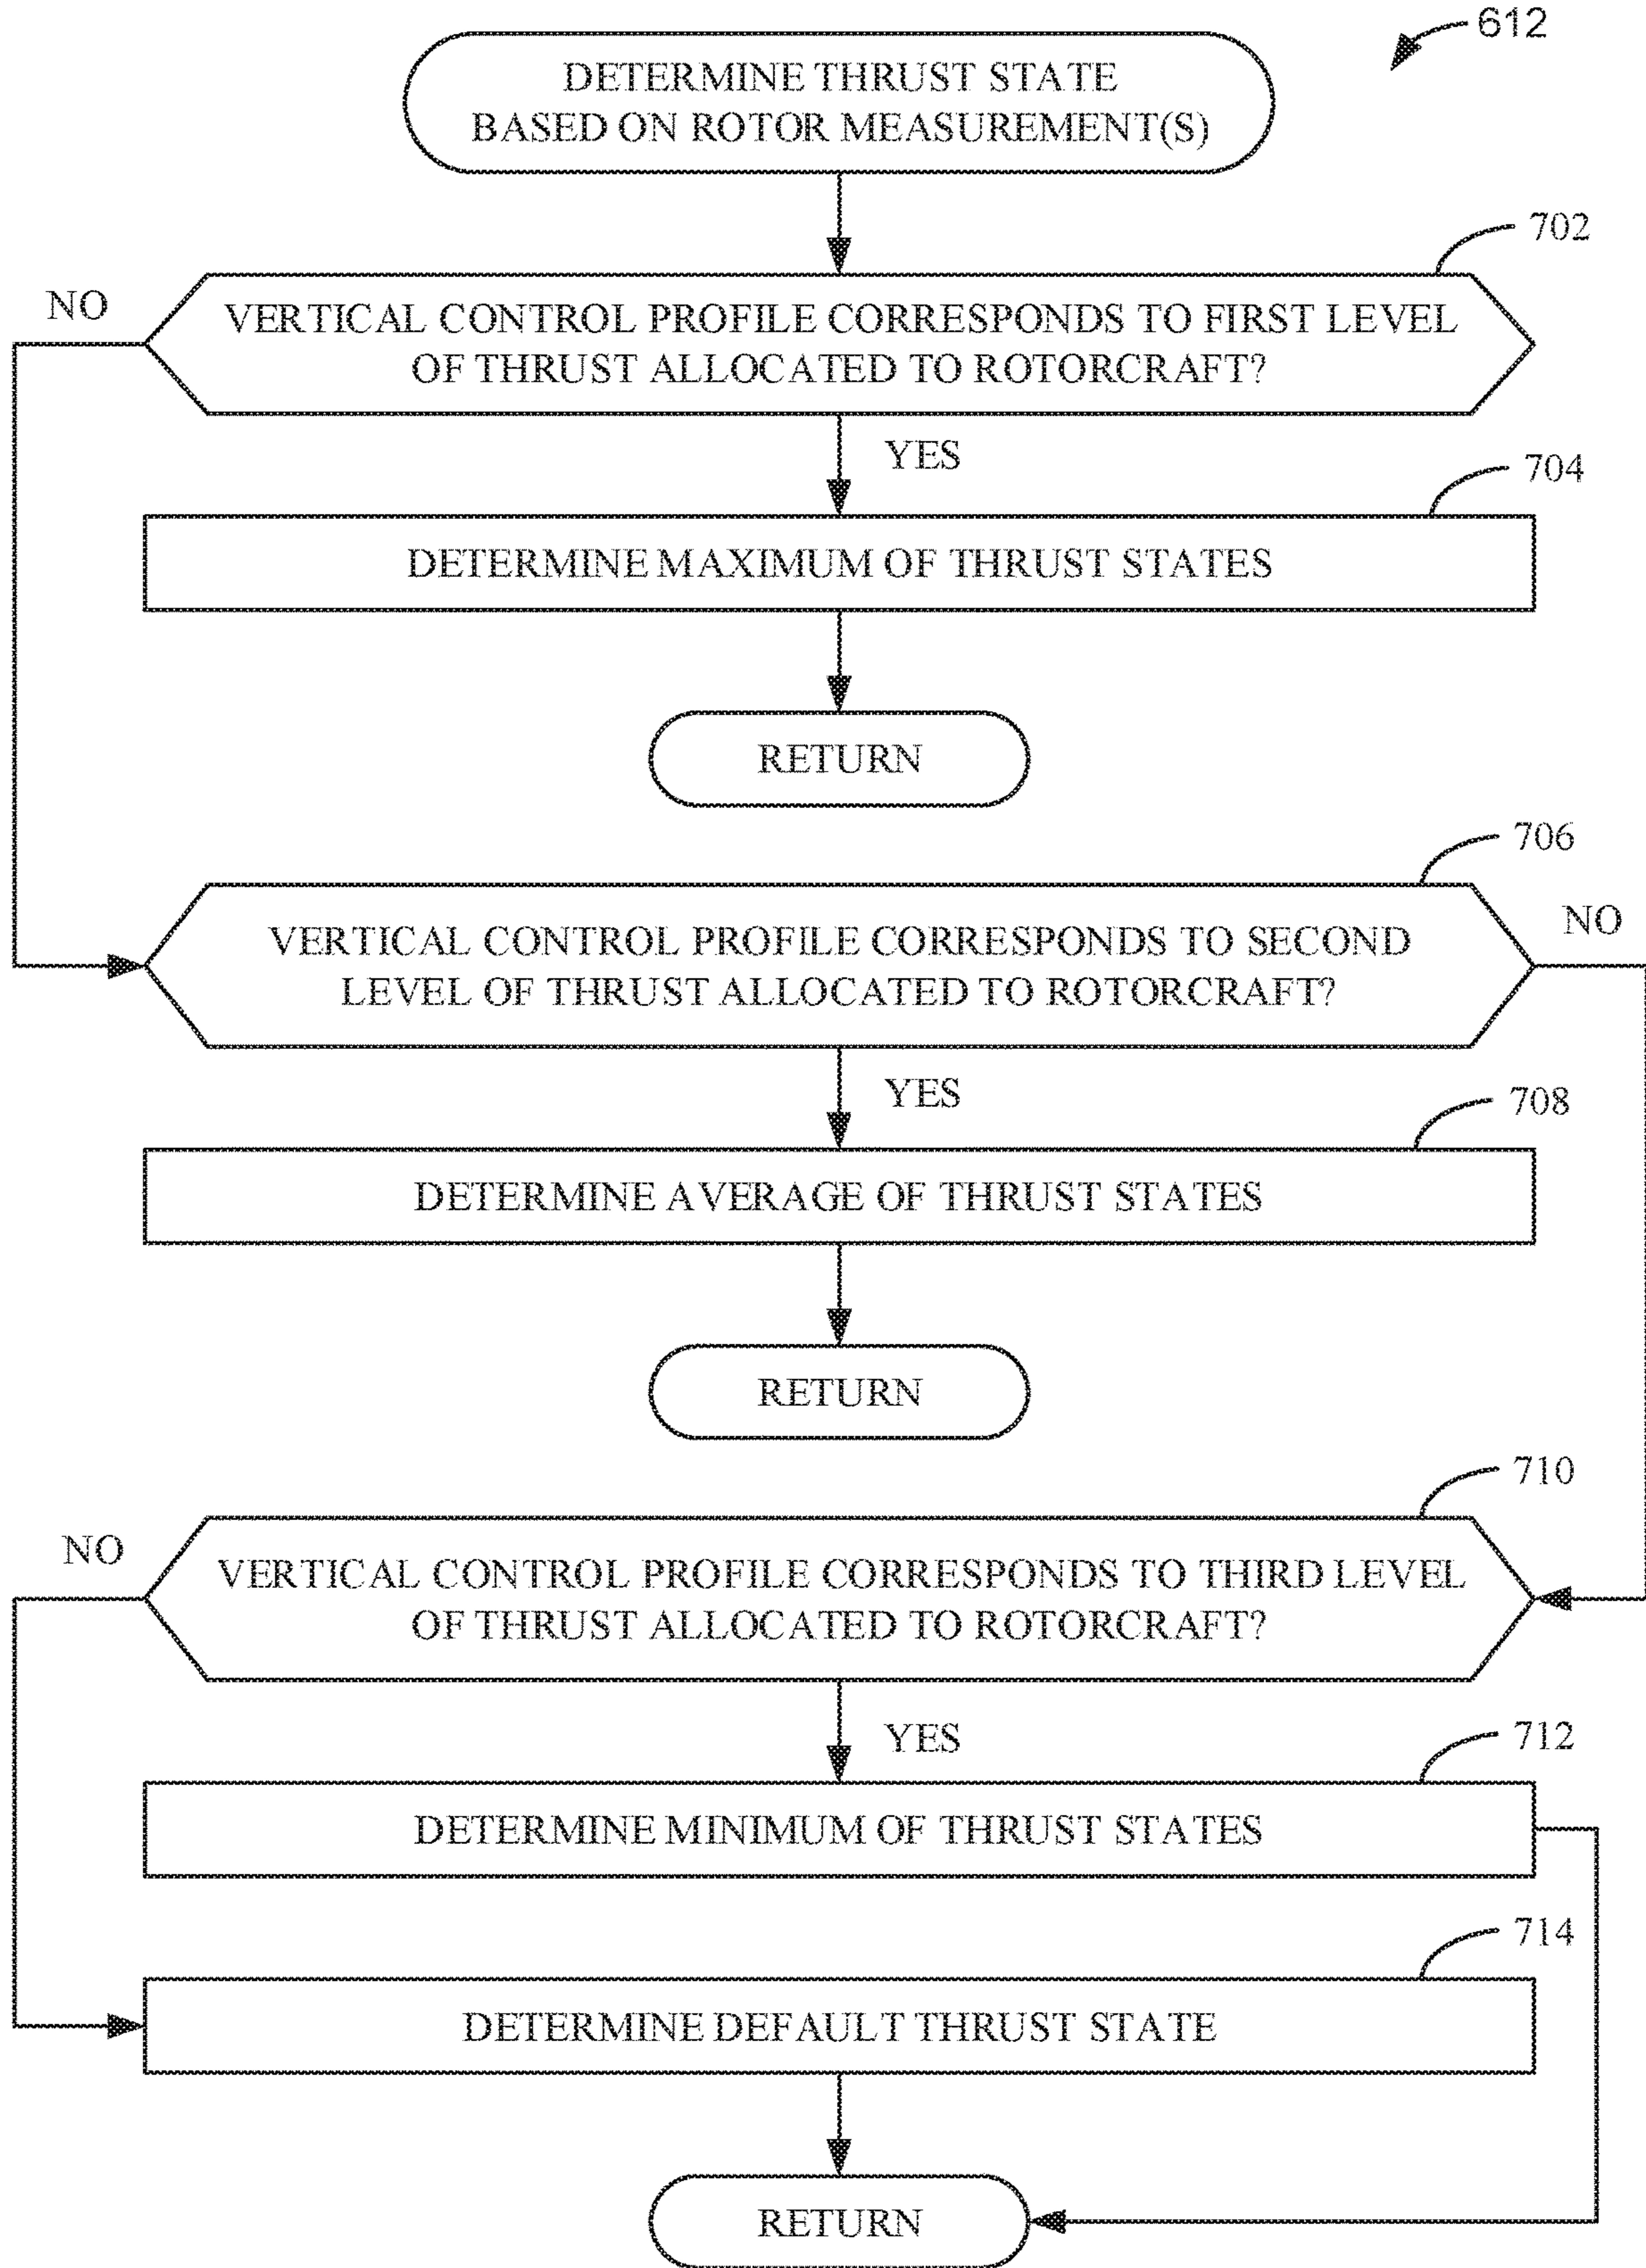 612
DETERMINE THRUST STATE
BASED ON ROTOR MEASUREMENT(S)
702
NO
VERTICAL CONTROL PROFILE CORRESPONDS TO FIRST LEVEL
OF THRUST ALLOCATED TO ROTORCRAFT?
YES
704
DETERMINE MAXIMUM OF THRUST STATES
RETURN
706
NO
VERTICAL CONTROL PROFILE CORRESPONDS TO SECOND
LEVEL OF THRUST ALLOCATED TO ROTORCRAFT?
YES
708
DETERMINE AVERAGE OF THRUST STATES
RETURN
710
NO
VERTICAL CONTROL PROFILE CORRESPONDS TO THIRD LEVEL
OF THRUST ALLOCATED TO ROTORCRAFT?
YES
712
DETERMINE MINIMUM OF THRUST STATES
714
DETERMINE DEFAULT THRUST STATE
RETURN